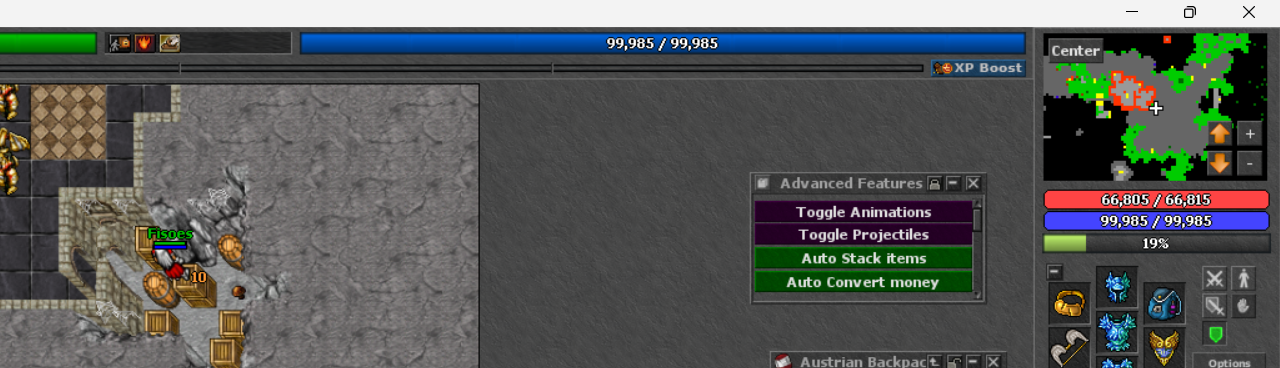 99,985 / 99,985
XP Boost
Center
+
-
66,805 / 66,815
99,985 / 99,985
19%
Advanced Features
Toggle Animations
Toggle Projectiles
Auto Stack items
Auto Convert money
Fisoes
10
Options
Austrian Backpac